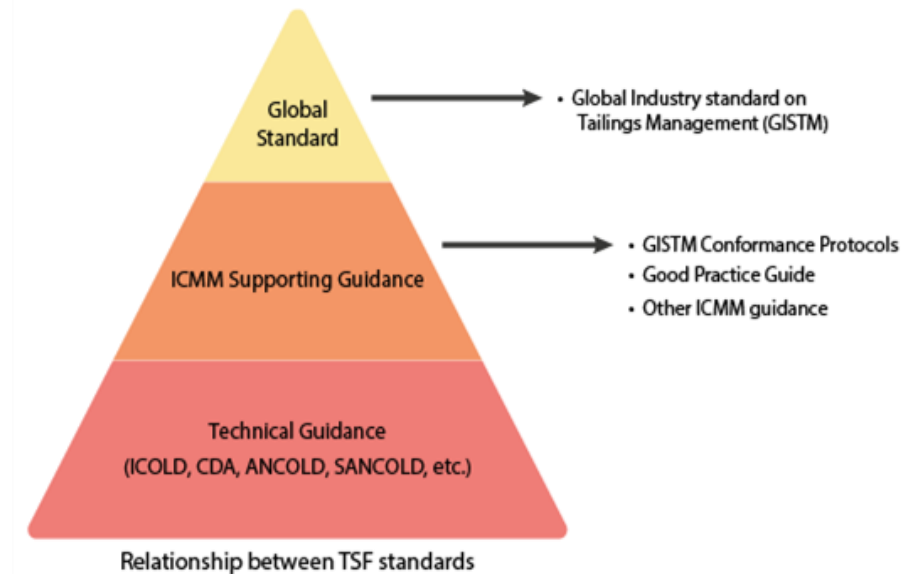 Global
Standard
• Global Industry standard on
Tailings Management (GISTM)
ICMM Supporting Guidance
• GISTM Conformance Protocols
• Good Practice Guide
• Other ICMM guidance
Technical Guidance
(ICOLD, CDA, ANCOLD, SANCOLD, etc.)
Relationship between TSF standards